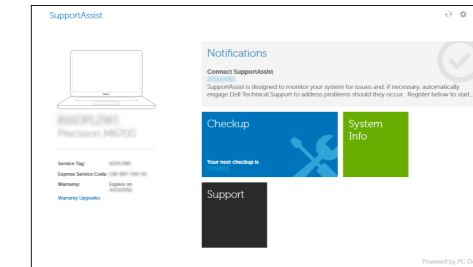 SupportAssist
Notifications
Connect SupportAssist
SupportAssist is designed to monitor your system for issues and, if necessary, automatically
engage Dell Technical Support to address problems should they occur. Register below to start...
Precision M6700
Checkup
System
Info
Your next checkup is
Service Tag:
Express Service Code:
Warranty: Expires on
Warranty Upgrades
Support
Powered by PC-Do